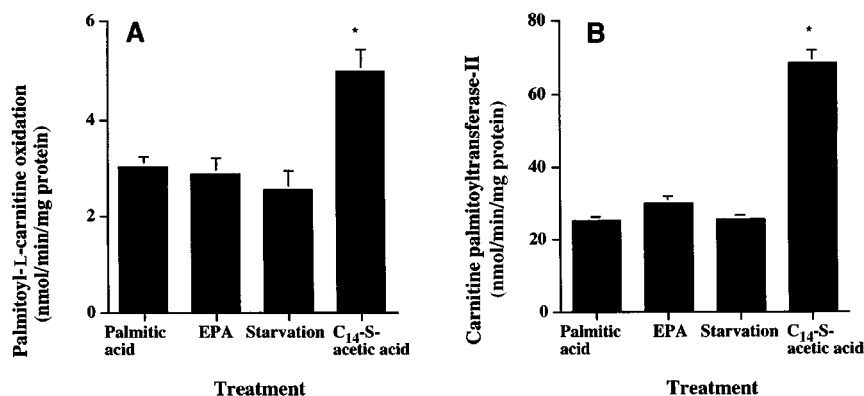 A
Palmitoyl-L-carnitine oxidation
(nmol/min/mg protein)
6
4
2
0
*
Palmitic
acid
EPA
Starvation
C14-S-
acetic acid
Treatment
B
Carnitine palmitoyltransferase-II
(nmol/min/mg protein)
80
60
40
20
0
*
Palmitic
acid
EPA
Starvation
C14-S-
acetic acid
Treatment